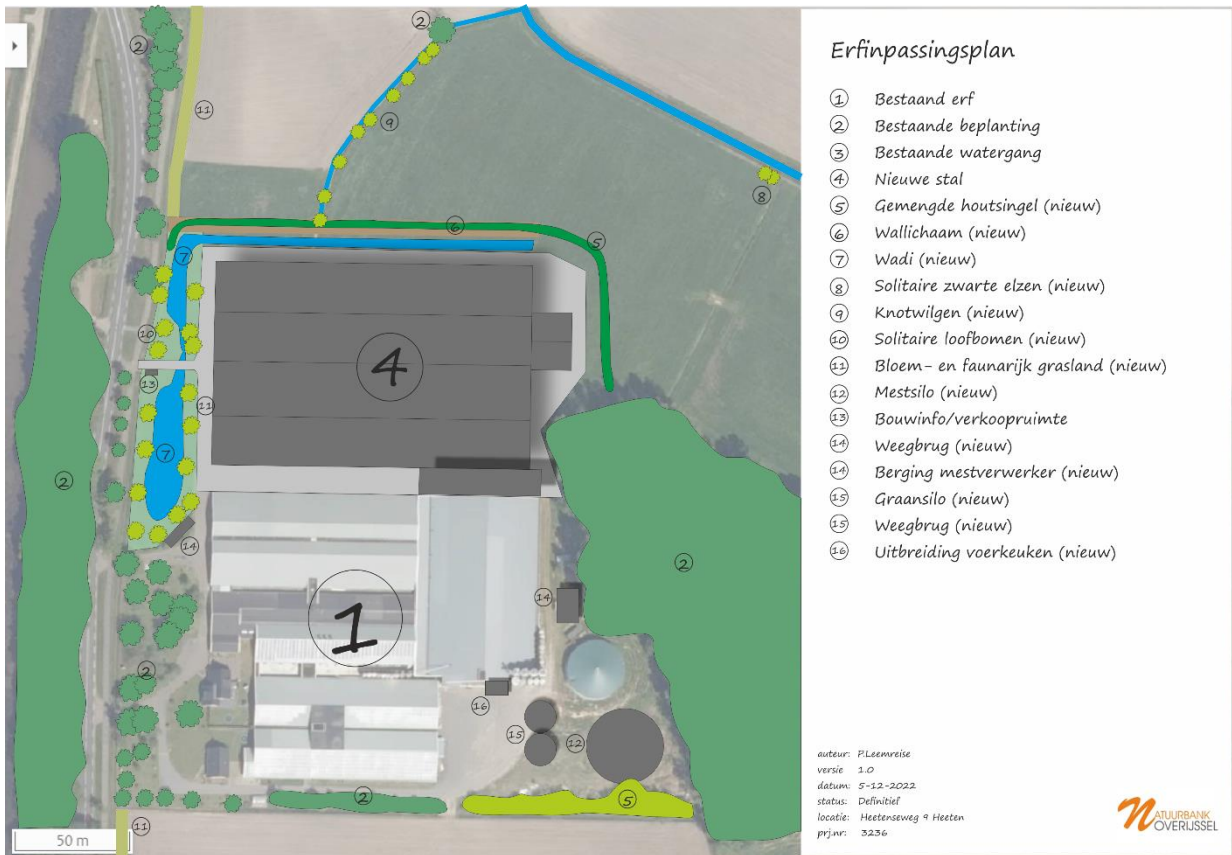 Erfinpassingsplan
1 Bestaand erf
2 Bestaande beplanting
3 Bestaande watergang
4 Nieuwe stal
5 Gemengde houtsingel (nieuw)
6 Wallichaam (nieuw)
7 Wadi (nieuw)
8 Solitaire zwarte elzen (nieuw)
9 Knotwilgen (nieuw)
10 Solitaire loofbomen (nieuw)
11 Bloem- en faunarijk grasland (nieuw)
12 Mestsilo (nieuw)
13 Bouwinfo/verkoopruimte
14 Weegbrug (nieuw)
14 Berging mestverwerker (nieuw)
15 Graansilo (nieuw)
15 Weegbrug (nieuw)
16 Uitbreiding voerkeuken (nieuw)
auteur: P.Leemreise
versie 1.0
datum: 5-12-2022
status: Definitief
locatie: Heetenseweg 9 Heeten
prj.nr: 3236
NATUURBANK
OVERIJSSEL
2
2
11
9
8
6
5
7
10
4
13
11
7
2
2
14
1
14
2
16
15
12
2
5
11
50 m